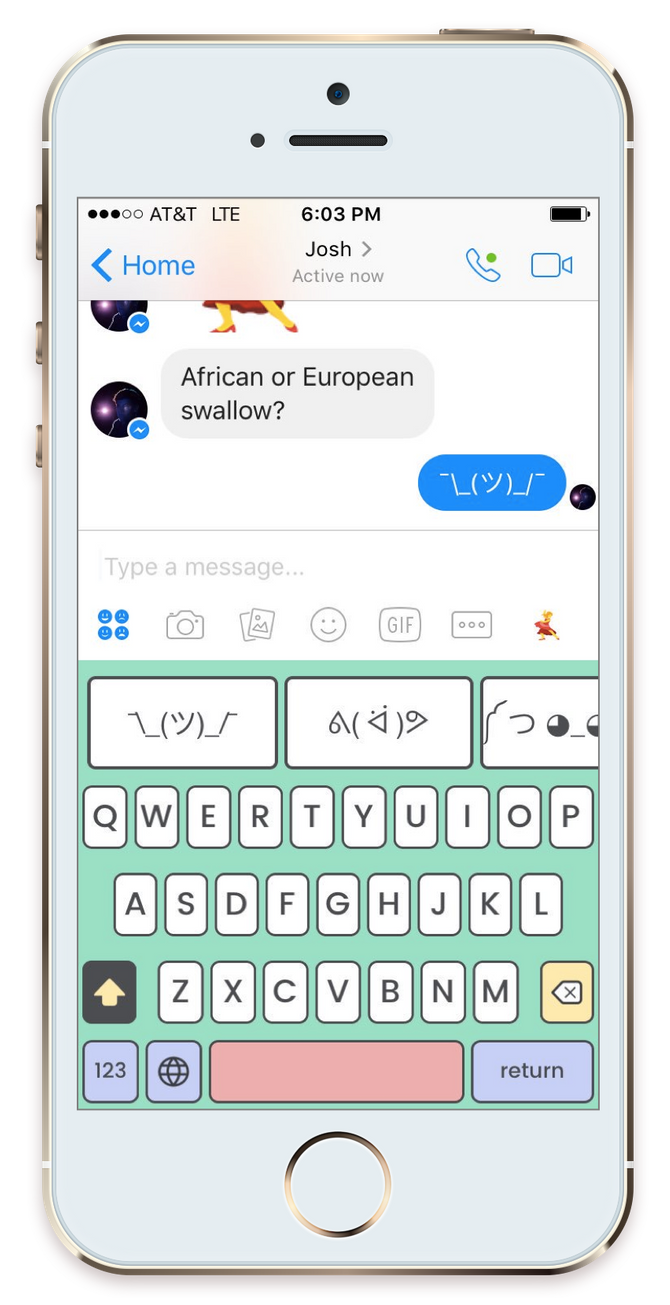 AT&T LTE 6:03 PM
Home
Josh
Active now
African or European
swallow?
¯\_(ツ)_/¯
Type a message...
GIF
¯\_(ツ)_/¯ ᕕ( ᐛ )ᕗ ༼ つ ◕_◕
Q W E R T Y U I O P
A S D F G H J K L
Z X C V B N M
123 return